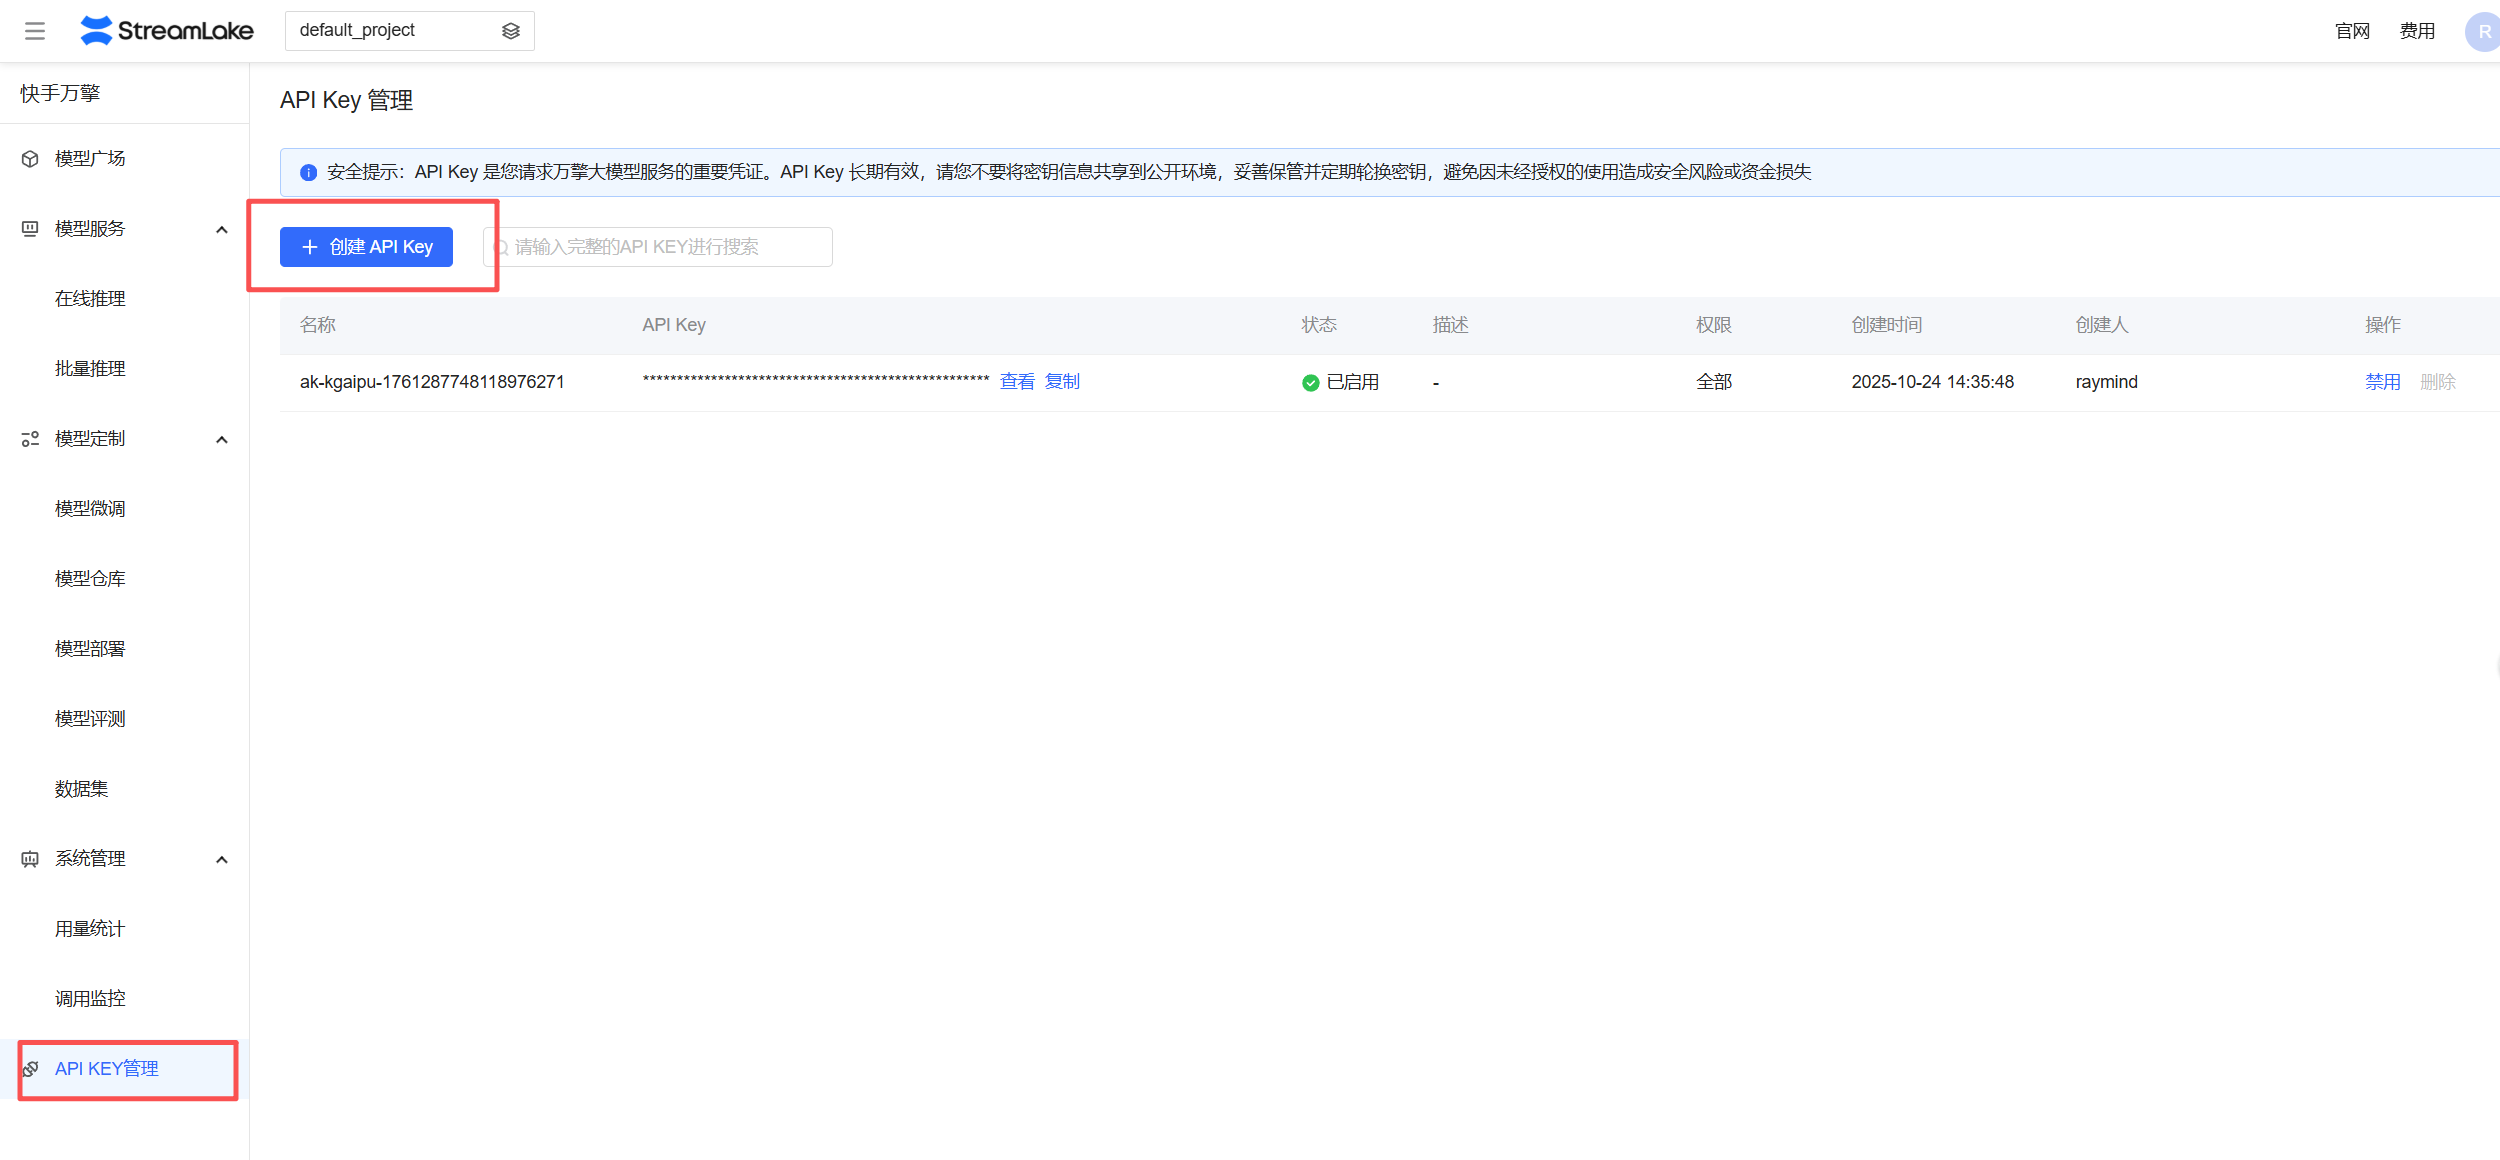 StreamLake
default_project
官网
费用
R
快手万擎
模型广场
模型服务
在线推理
批量推理
模型定制
模型微调
模型仓库
模型部署
模型评测
数据集
系统管理
用量统计
调用监控
API KEY管理
API Key 管理
安全提示：API Key 是您请求万擎大模型服务的重要凭证。API Key 长期有效，请您不要将密钥信息共享到公开环境，妥善保管并定期轮换密钥，避免因未经授权的使用造成安全风险或资金损失
创建 API Key
请输入完整的API KEY进行搜索
名称 API Key 状态 描述 权限 创建时间 创建人 操作
ak-kgaipu-1761287748118976271 ************************************************** 查看 复制 已启用 - 全部 2025-10-24 14:35:48 raymind 禁用 删除